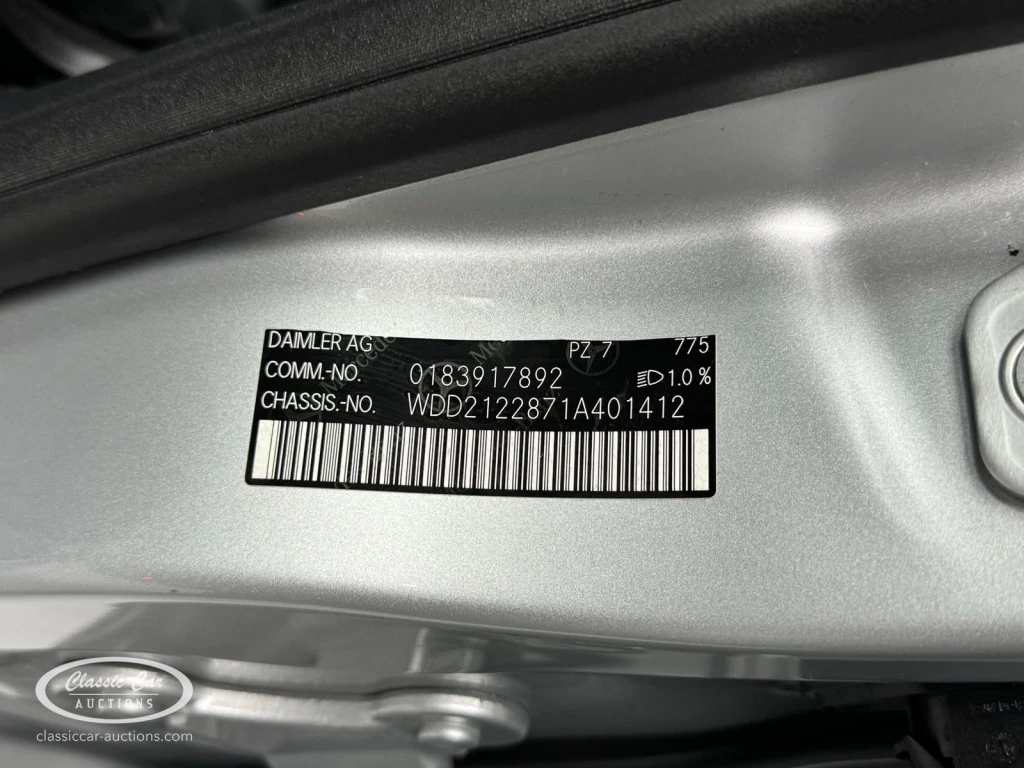 DAIMLER AG PZ 7 775
COMM.-NO. 0183917892 1.0 %
CHASSIS.-NO. WDD2122871A401412
Classic Car
AUCTIONS
classiccar-auctions.com